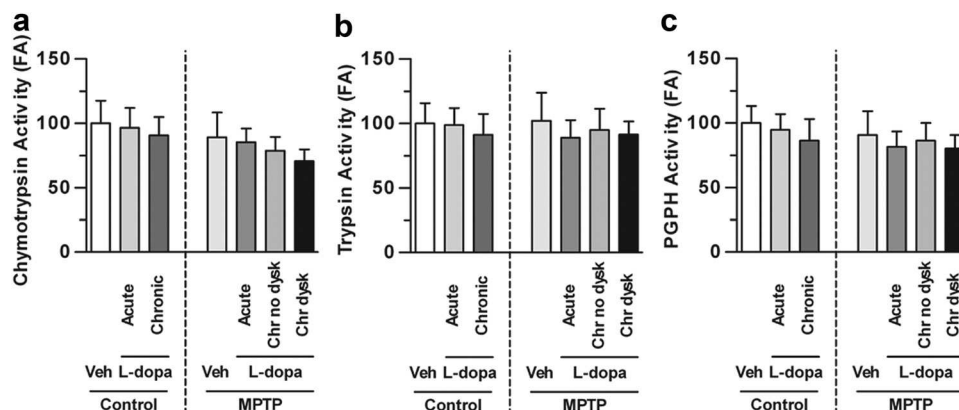 a
Chymotrypsin Activity (FA)
150
100
50
0
Acute
Chronic
Acute
Chr no dysk
Chr dysk
Veh L-dopa Veh L-dopa
Control MPTP
b
Trypsin Activity (FA)
150
100
50
0
Acute
Chronic
Acute
Chr no dysk
Chr dysk
Veh L-dopa Veh L-dopa
Control MPTP
c
PGPH Activity (FA)
150
100
50
0
Acute
Chronic
Acute
Chr no dysk
Chr dysk
Veh L-dopa Veh L-dopa
Control MPTP